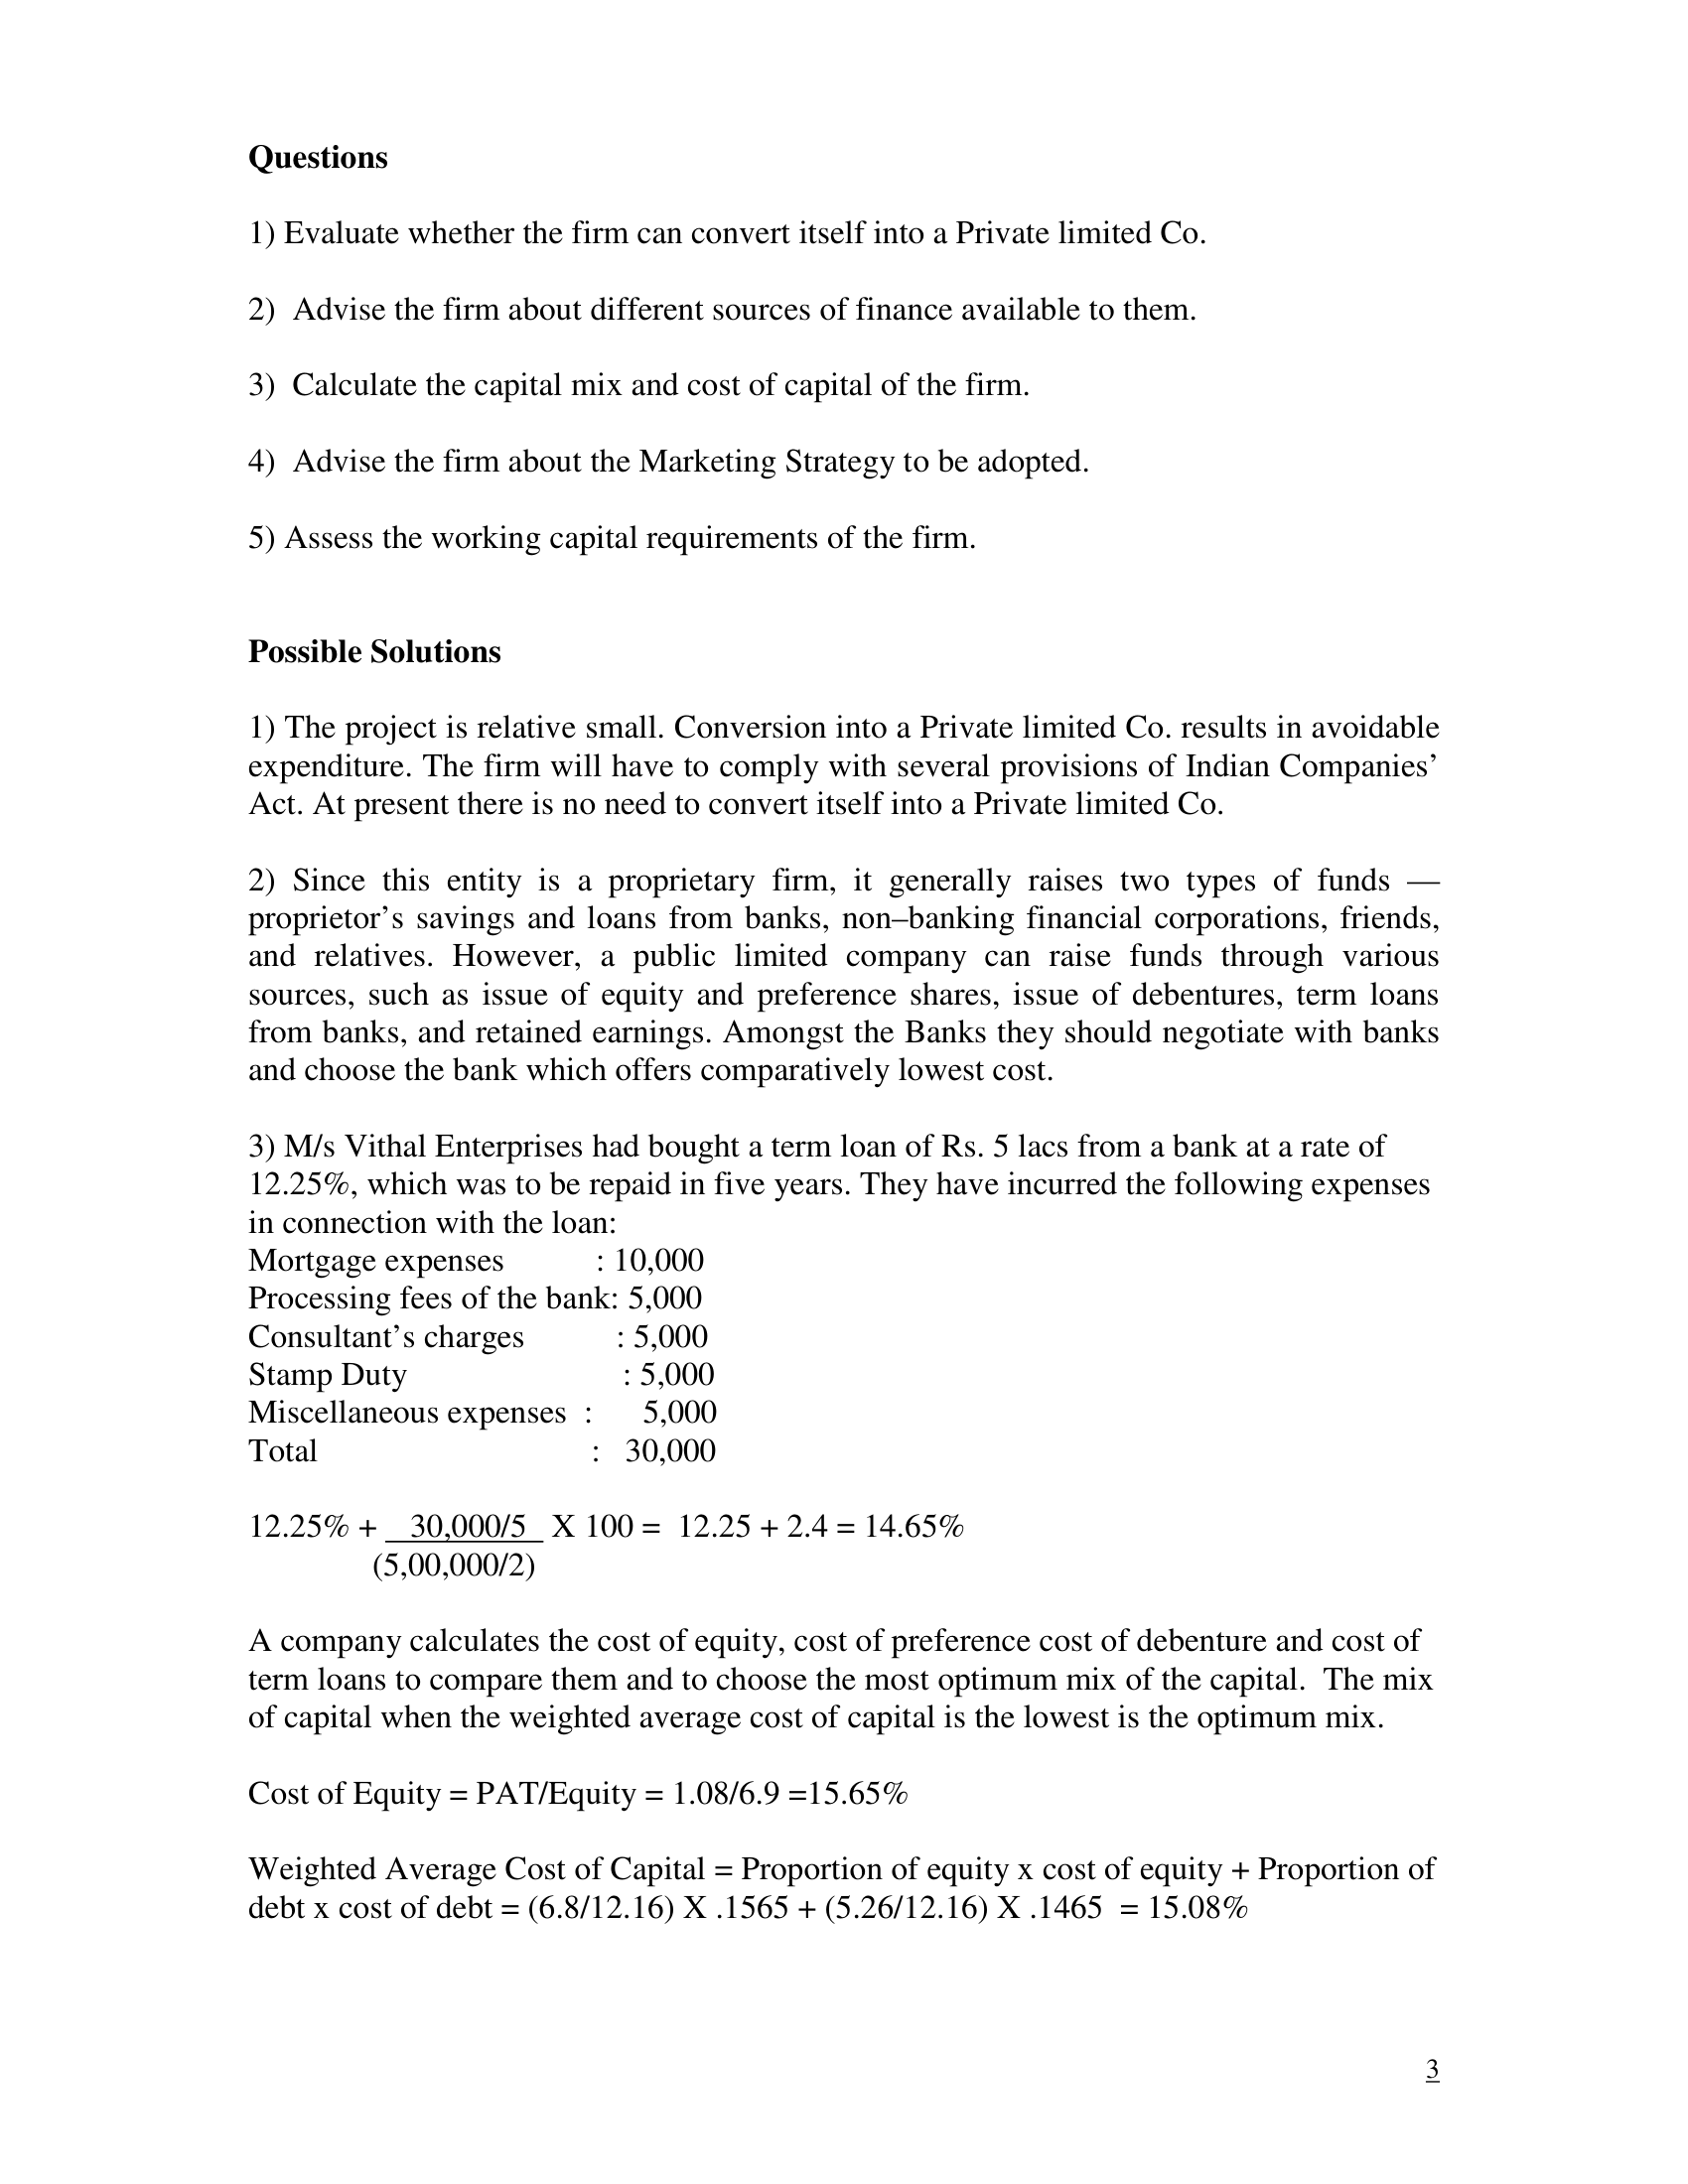 Questions
1) Evaluate whether the firm can convert itself into a Private limited Co.
2)  Advise the firm about different sources of finance available to them.
3)  Calculate the capital mix and cost of capital of the firm.
4)  Advise the firm about the Marketing Strategy to be adopted.
5) Assess the working capital requirements of the firm.
Possible Solutions
1) The project is relative small. Conversion into a Private limited Co. results in avoidable
expenditure. The firm will have to comply with several provisions of Indian Companies’
Act. At present there is no need to convert itself into a Private limited Co.
2) Since this entity is a proprietary firm, it generally raises two types of funds —
proprietor’s savings and loans from banks, non–banking financial corporations, friends,
and relatives. However, a public limited company can raise funds through various
sources, such as issue of equity and preference shares, issue of debentures, term loans
from banks, and retained earnings. Amongst the Banks they should negotiate with banks
and choose the bank which offers comparatively lowest cost.
3) M/s Vithal Enterprises had bought a term loan of Rs. 5 lacs from a bank at a rate of
12.25%, which was to be repaid in five years. They have incurred the following expenses
in connection with the loan:
Mortgage expenses : 10,000
Processing fees of the bank: 5,000
Consultant’s charges : 5,000
Stamp Duty : 5,000
Miscellaneous expenses : 5,000
Total : 30,000
12.25% + 30,000/5 X 100 = 12.25 + 2.4 = 14.65%
(5,00,000/2)
A company calculates the cost of equity, cost of preference cost of debenture and cost of
term loans to compare them and to choose the most optimum mix of the capital.  The mix
of capital when the weighted average cost of capital is the lowest is the optimum mix.
Cost of Equity = PAT/Equity = 1.08/6.9 =15.65%
Weighted Average Cost of Capital = Proportion of equity x cost of equity + Proportion of
debt x cost of debt = (6.8/12.16) X .1565 + (5.26/12.16) X .1465  = 15.08%
3